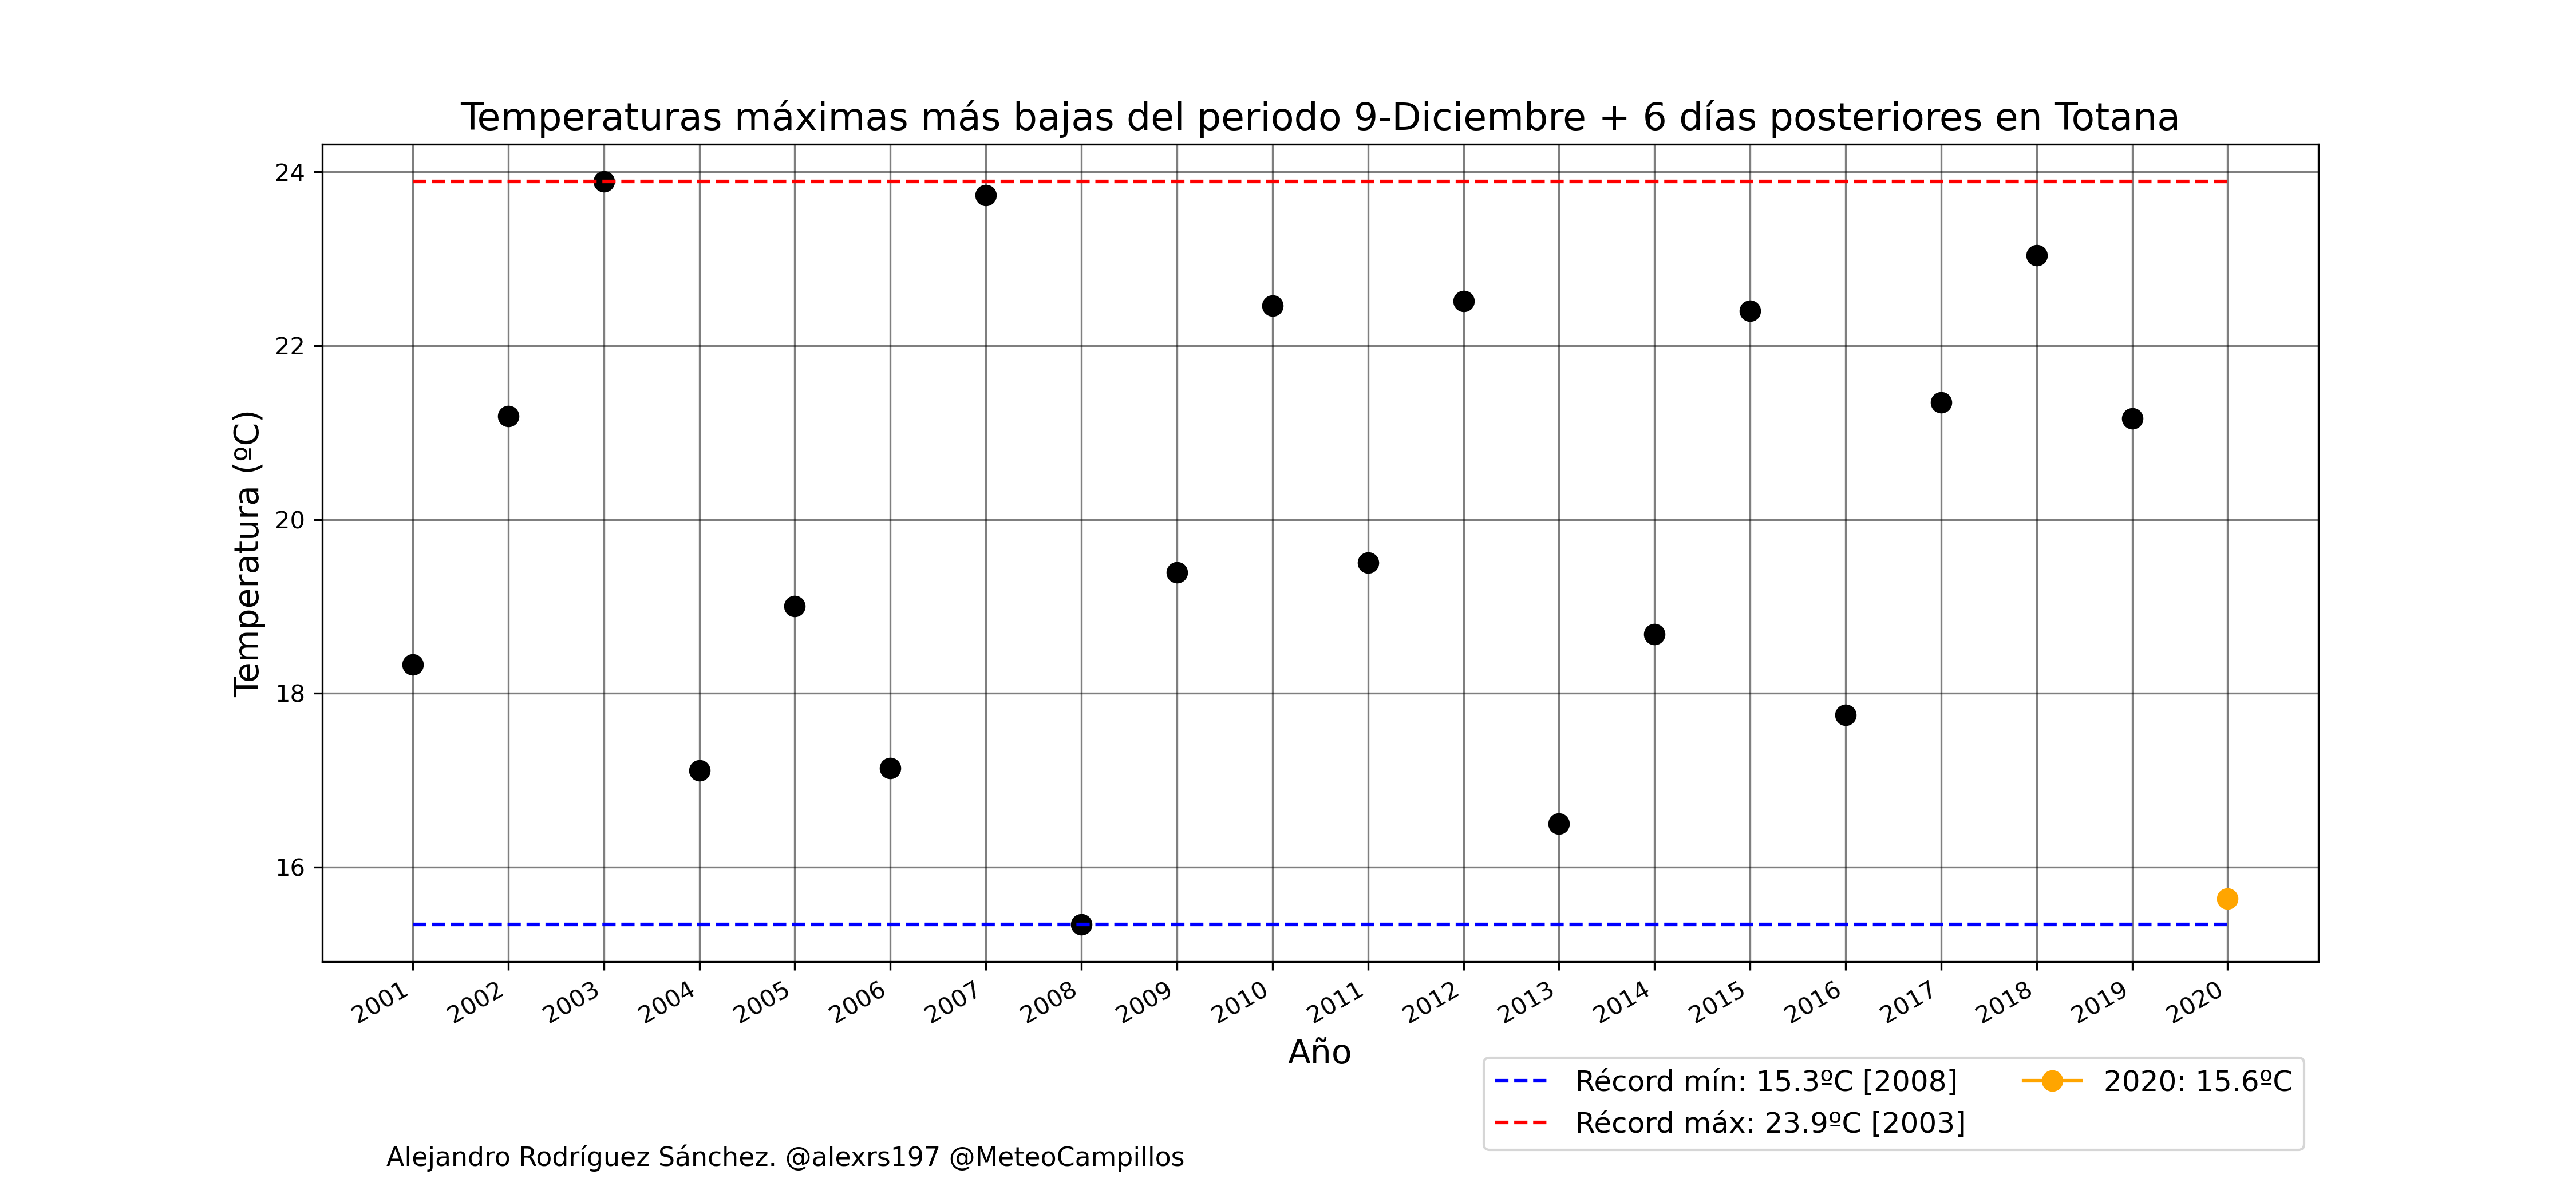 Temperaturas máximas más bajas del periodo 9-Diciembre + 6 días posteriores en Totana
Temperatura (ºC)
24
22
20
18
16
2001 2002 2003 2004 2005 2006 2007 2008 2009 2010 2011 2012 2013 2014 2015 2016 2017 2018 2019 2020
Año
Récord mín: 15.3ºC [2008]
Récord máx: 23.9ºC [2003]
2020: 15.6ºC
Alejandro Rodríguez Sánchez. @alexrs197 @MeteoCampillos